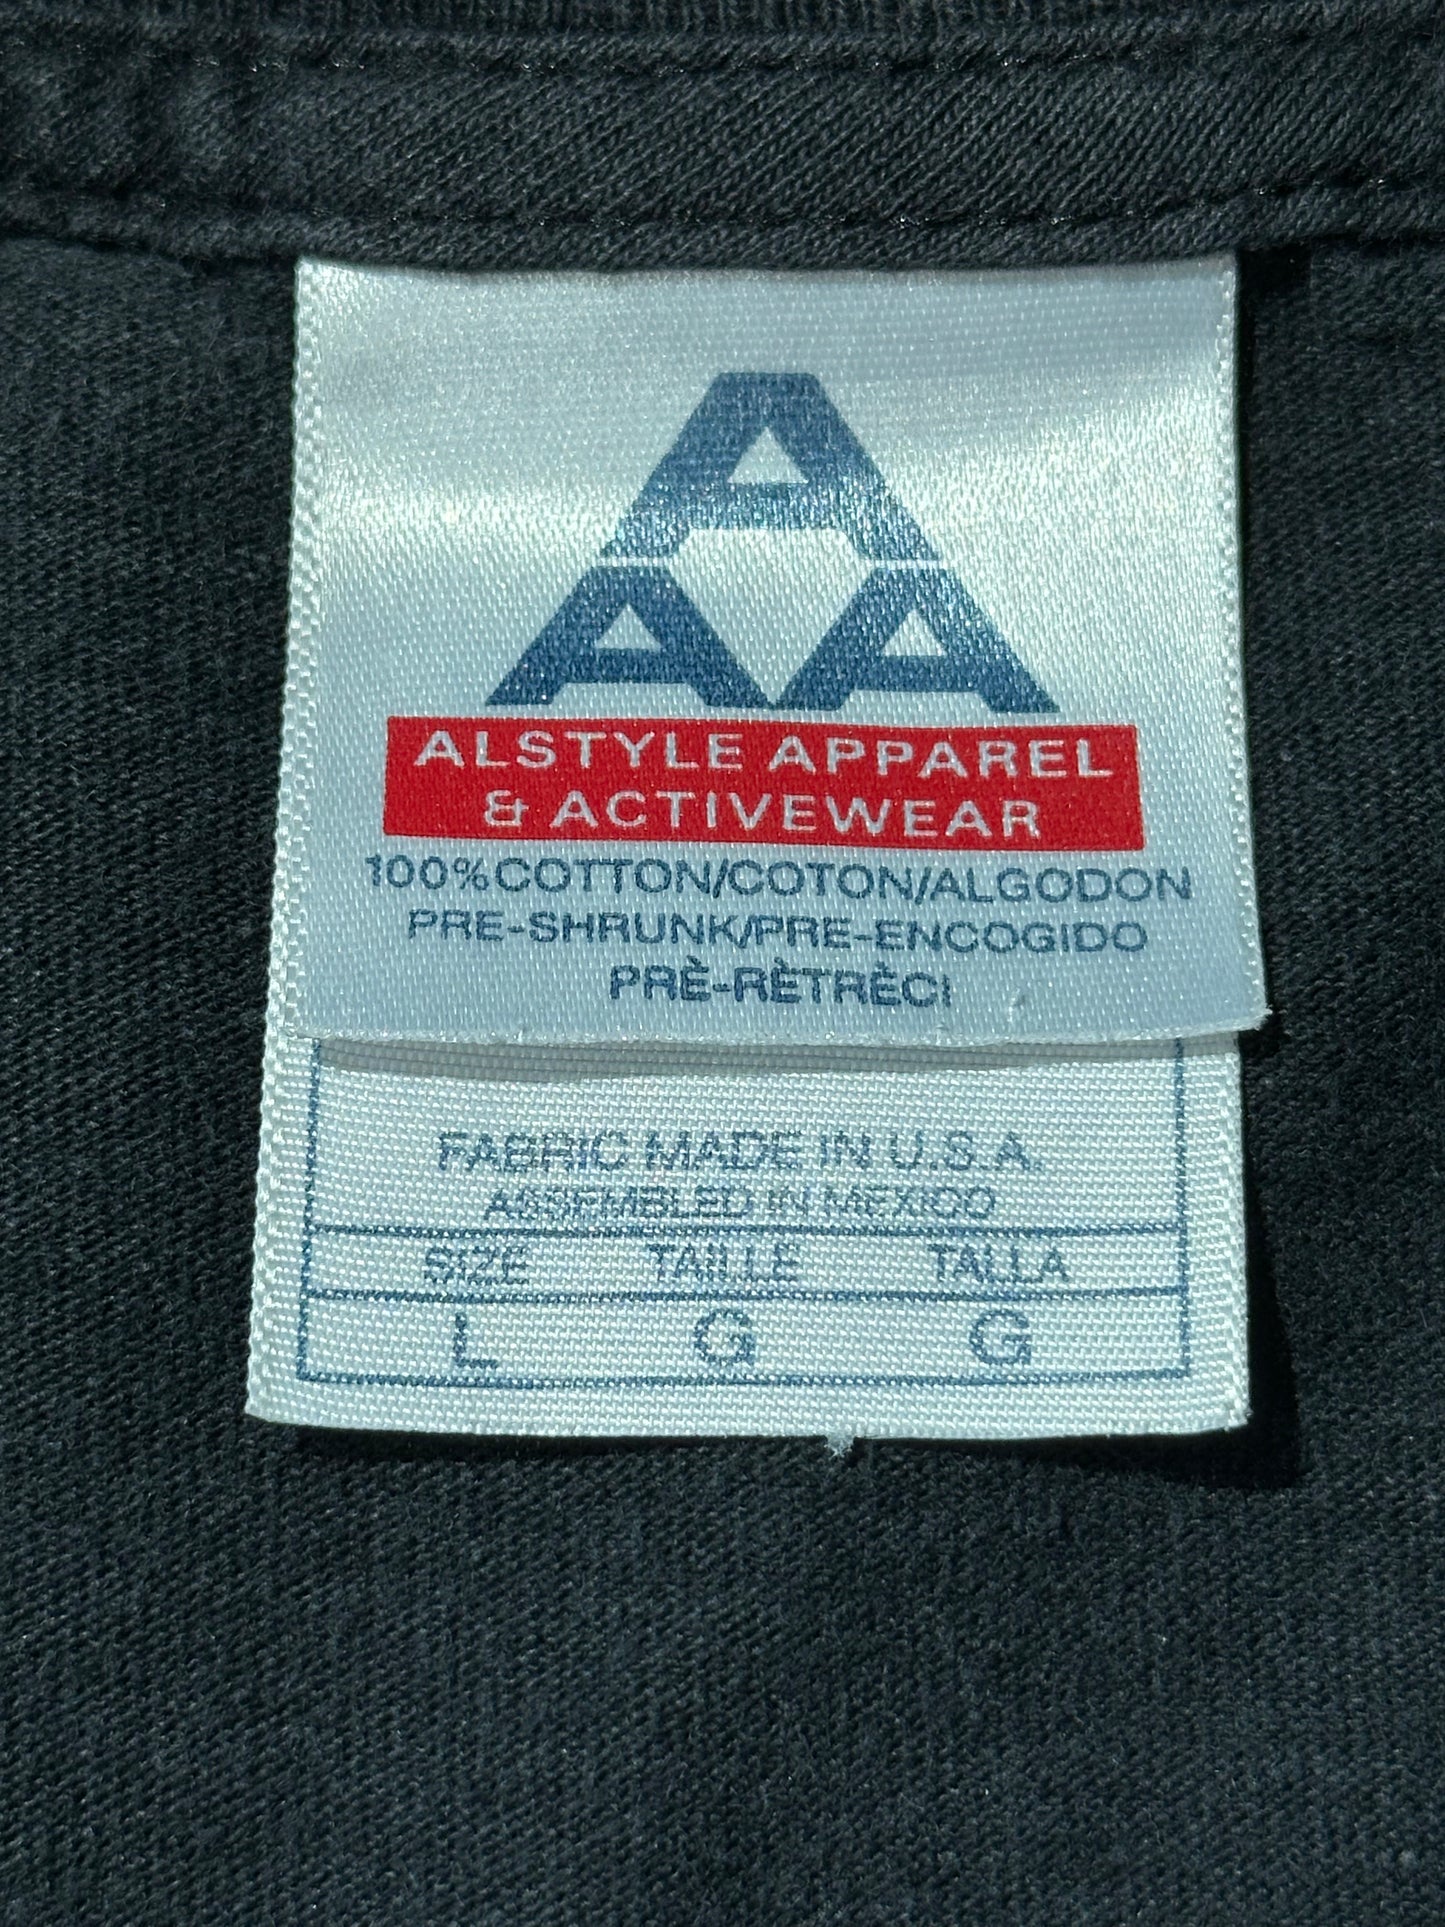 A
A A
ALSTYLE APPAREL
& ACTIVEWEAR
100%COTTON/COTON/ALGODON
PRE-SHRUNK/PRE-ENCOGIDO
PRÈ-RÈTRÈCI
FABRIC MADE IN U.S.A.
ASSEMBLED IN MEXICO
SIZE TAILLE TALLA
L G G